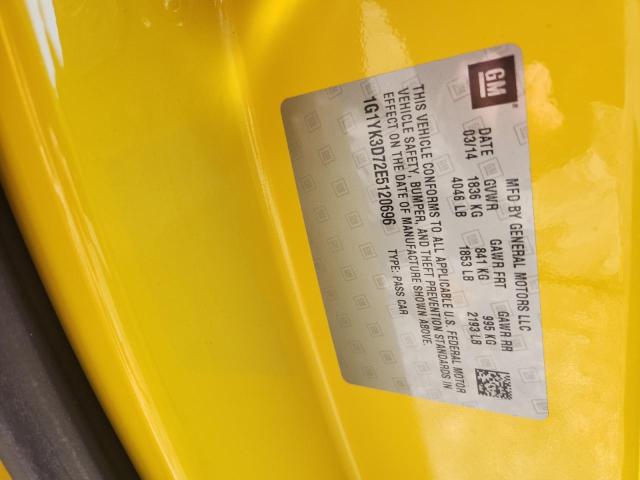 GM
MFD BY GENERAL MOTORS LLC
DATE GVWR GAWR FRT GAWR RR
03/14 1836 KG 841 KG 995 KG
4046 LB 1853 LB 2193 LB
THIS VEHICLE CONFORMS TO ALL APPLICABLE U.S. FEDERAL MOTOR
VEHICLE SAFETY, BUMPER, AND THEFT PREVENTION STANDARDS IN
EFFECT ON THE DATE OF MANUFACTURE SHOWN ABOVE.
1G1YK3D72E5120696 TYPE: PASS CAR